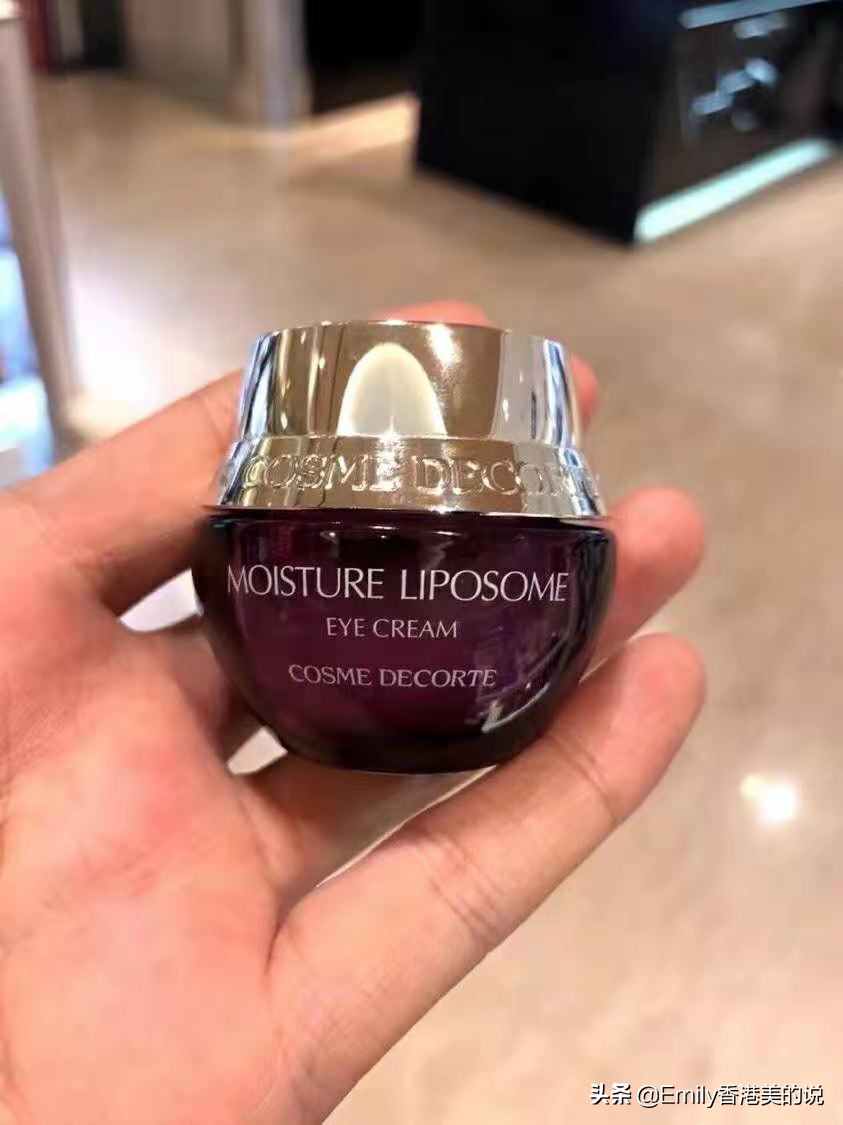 COSME DECOR
MOISTURE LIPOSOME
EYE CREAM
COSME DECORTE
头条 @Emily香港美的说